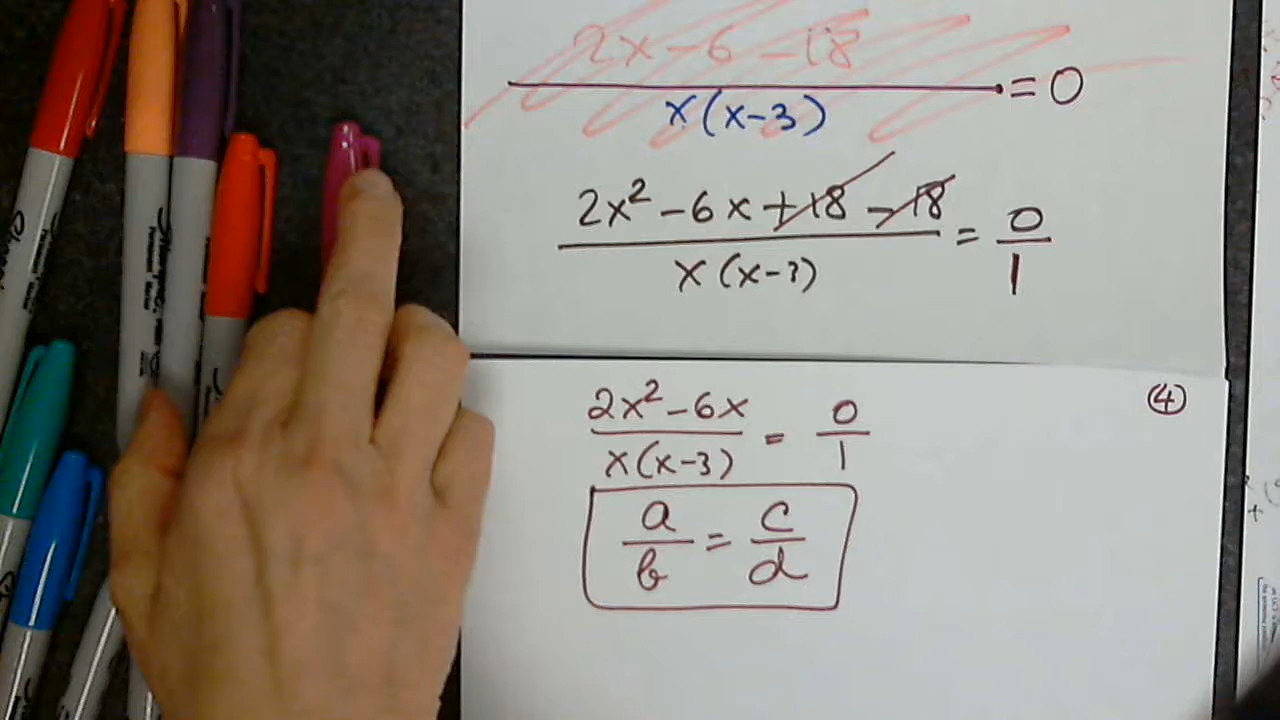 2x - 6 - 18
x(x-3)
= 0
2x² - 6x + 18 - 18
x(x-3)
= 0
1
④
2x² - 6x
x(x-3)
= 0
1
a
b
= c
d